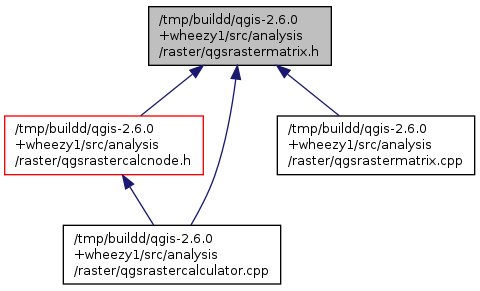 /tmp/buildd/qgis-2.6.0
+wheezy1/src/analysis
/raster/qgsrastermatrix.h
/tmp/buildd/qgis-2.6.0
+wheezy1/src/analysis
/raster/qgsrastercalcnode.h
/tmp/buildd/qgis-2.6.0
+wheezy1/src/analysis
/raster/qgsrastermatrix.cpp
/tmp/buildd/qgis-2.6.0
+wheezy1/src/analysis
/raster/qgsrastercalculator.cpp